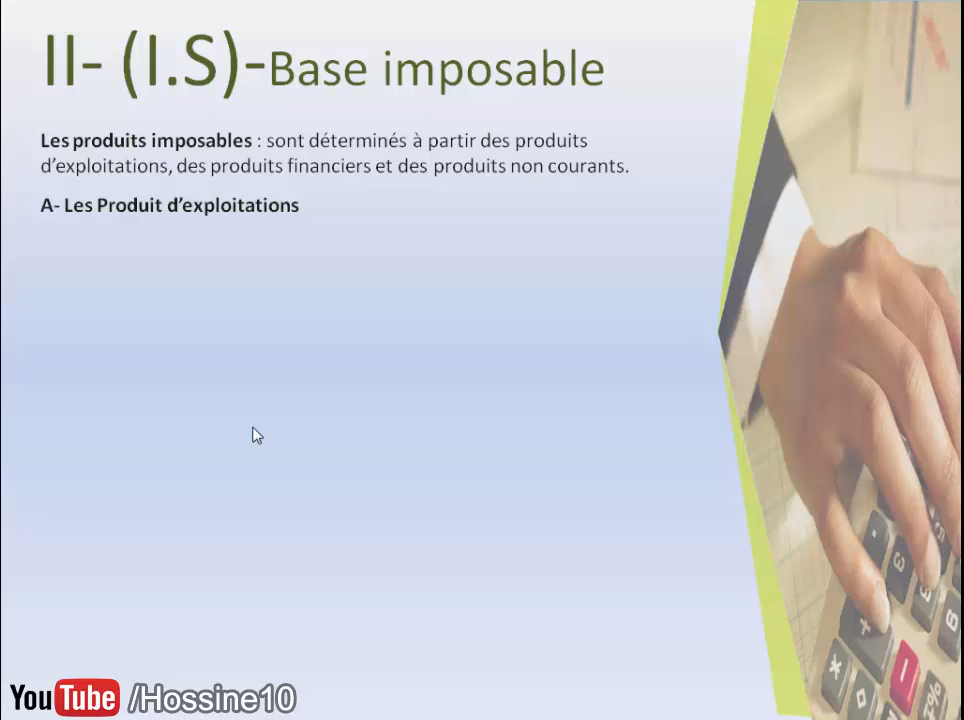 II- (I.S)-Base imposable
Les produits imposables : sont déterminés à partir des produits
d'exploitations, des produits financiers et des produits non courants.
A- Les Produit d'exploitations
YouTube /Hossine10